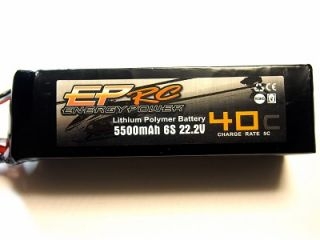 EP RC
ENERGY POWER
Lithium Polymer Battery
5500mAh 6S 22.2V
40C
CHARGE RATE 5C